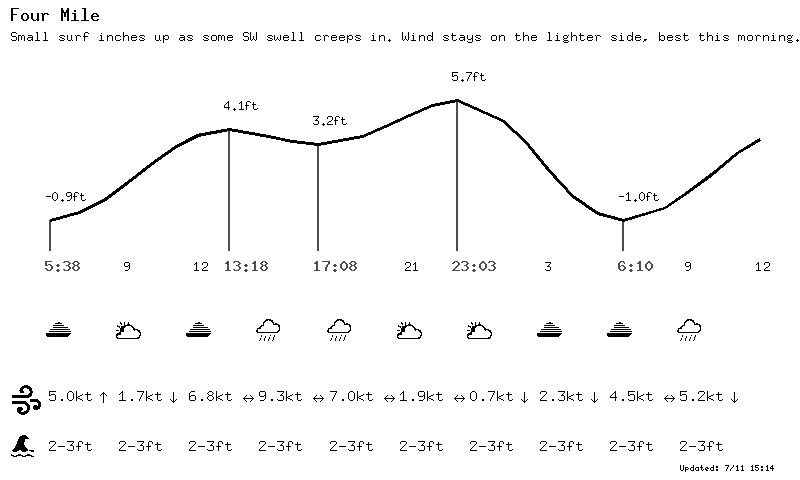 Four Mile
Small surf inches up as some SW swell creeps in. Wind stays on the lighter side, best this morning.
5.7ft
4.1ft
3.2ft
-0.9ft
-1.0ft
5:38 9 12 13:18 17:08 21 23:03 3 6:10 9 12
5.0kt ↑ 1.7kt ↓ 6.8kt ↔ 9.3kt ↔ 7.0kt ↔ 1.9kt ↔ 0.7kt ↓ 2.3kt ↓ 4.5kt ↔ 5.2kt ↓
2-3ft 2-3ft 2-3ft 2-3ft 2-3ft 2-3ft 2-3ft 2-3ft 2-3ft 2-3ft
Updated: 7/11 15:14